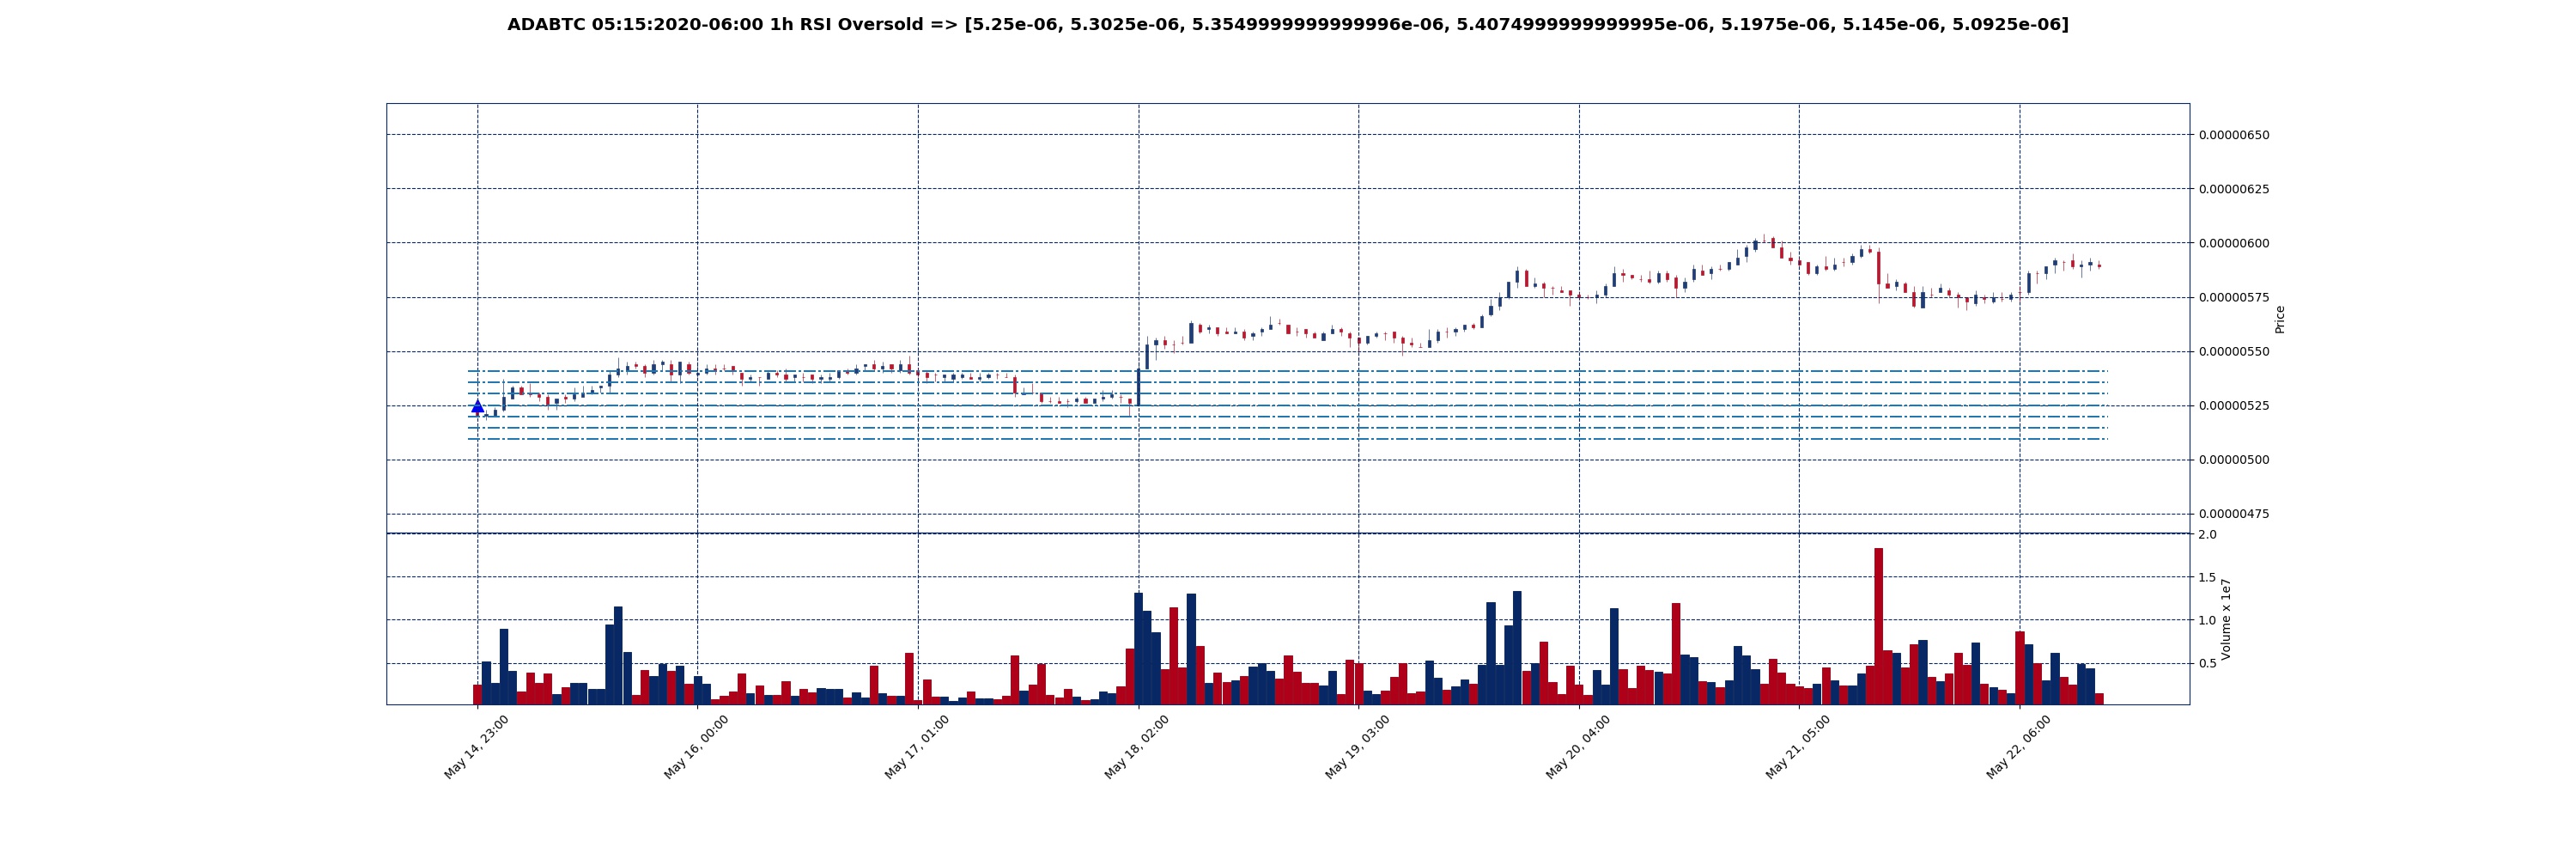 ADABTC 05:15:2020-06:00 1h RSI Oversold => [5.25e-06, 5.3025e-06, 5.3549999999999996e-06, 5.4074999999999995e-06, 5.1975e-06, 5.145e-06, 5.0925e-06]
0.00000650
0.00000625
0.00000600
0.00000575
0.00000550
0.00000525
0.00000500
0.00000475
Price
2.0
1.5
1.0
0.5
Volume x 1e7
May 14, 23:00
May 16, 00:00
May 17, 01:00
May 18, 02:00
May 19, 03:00
May 20, 04:00
May 21, 05:00
May 22, 06:00